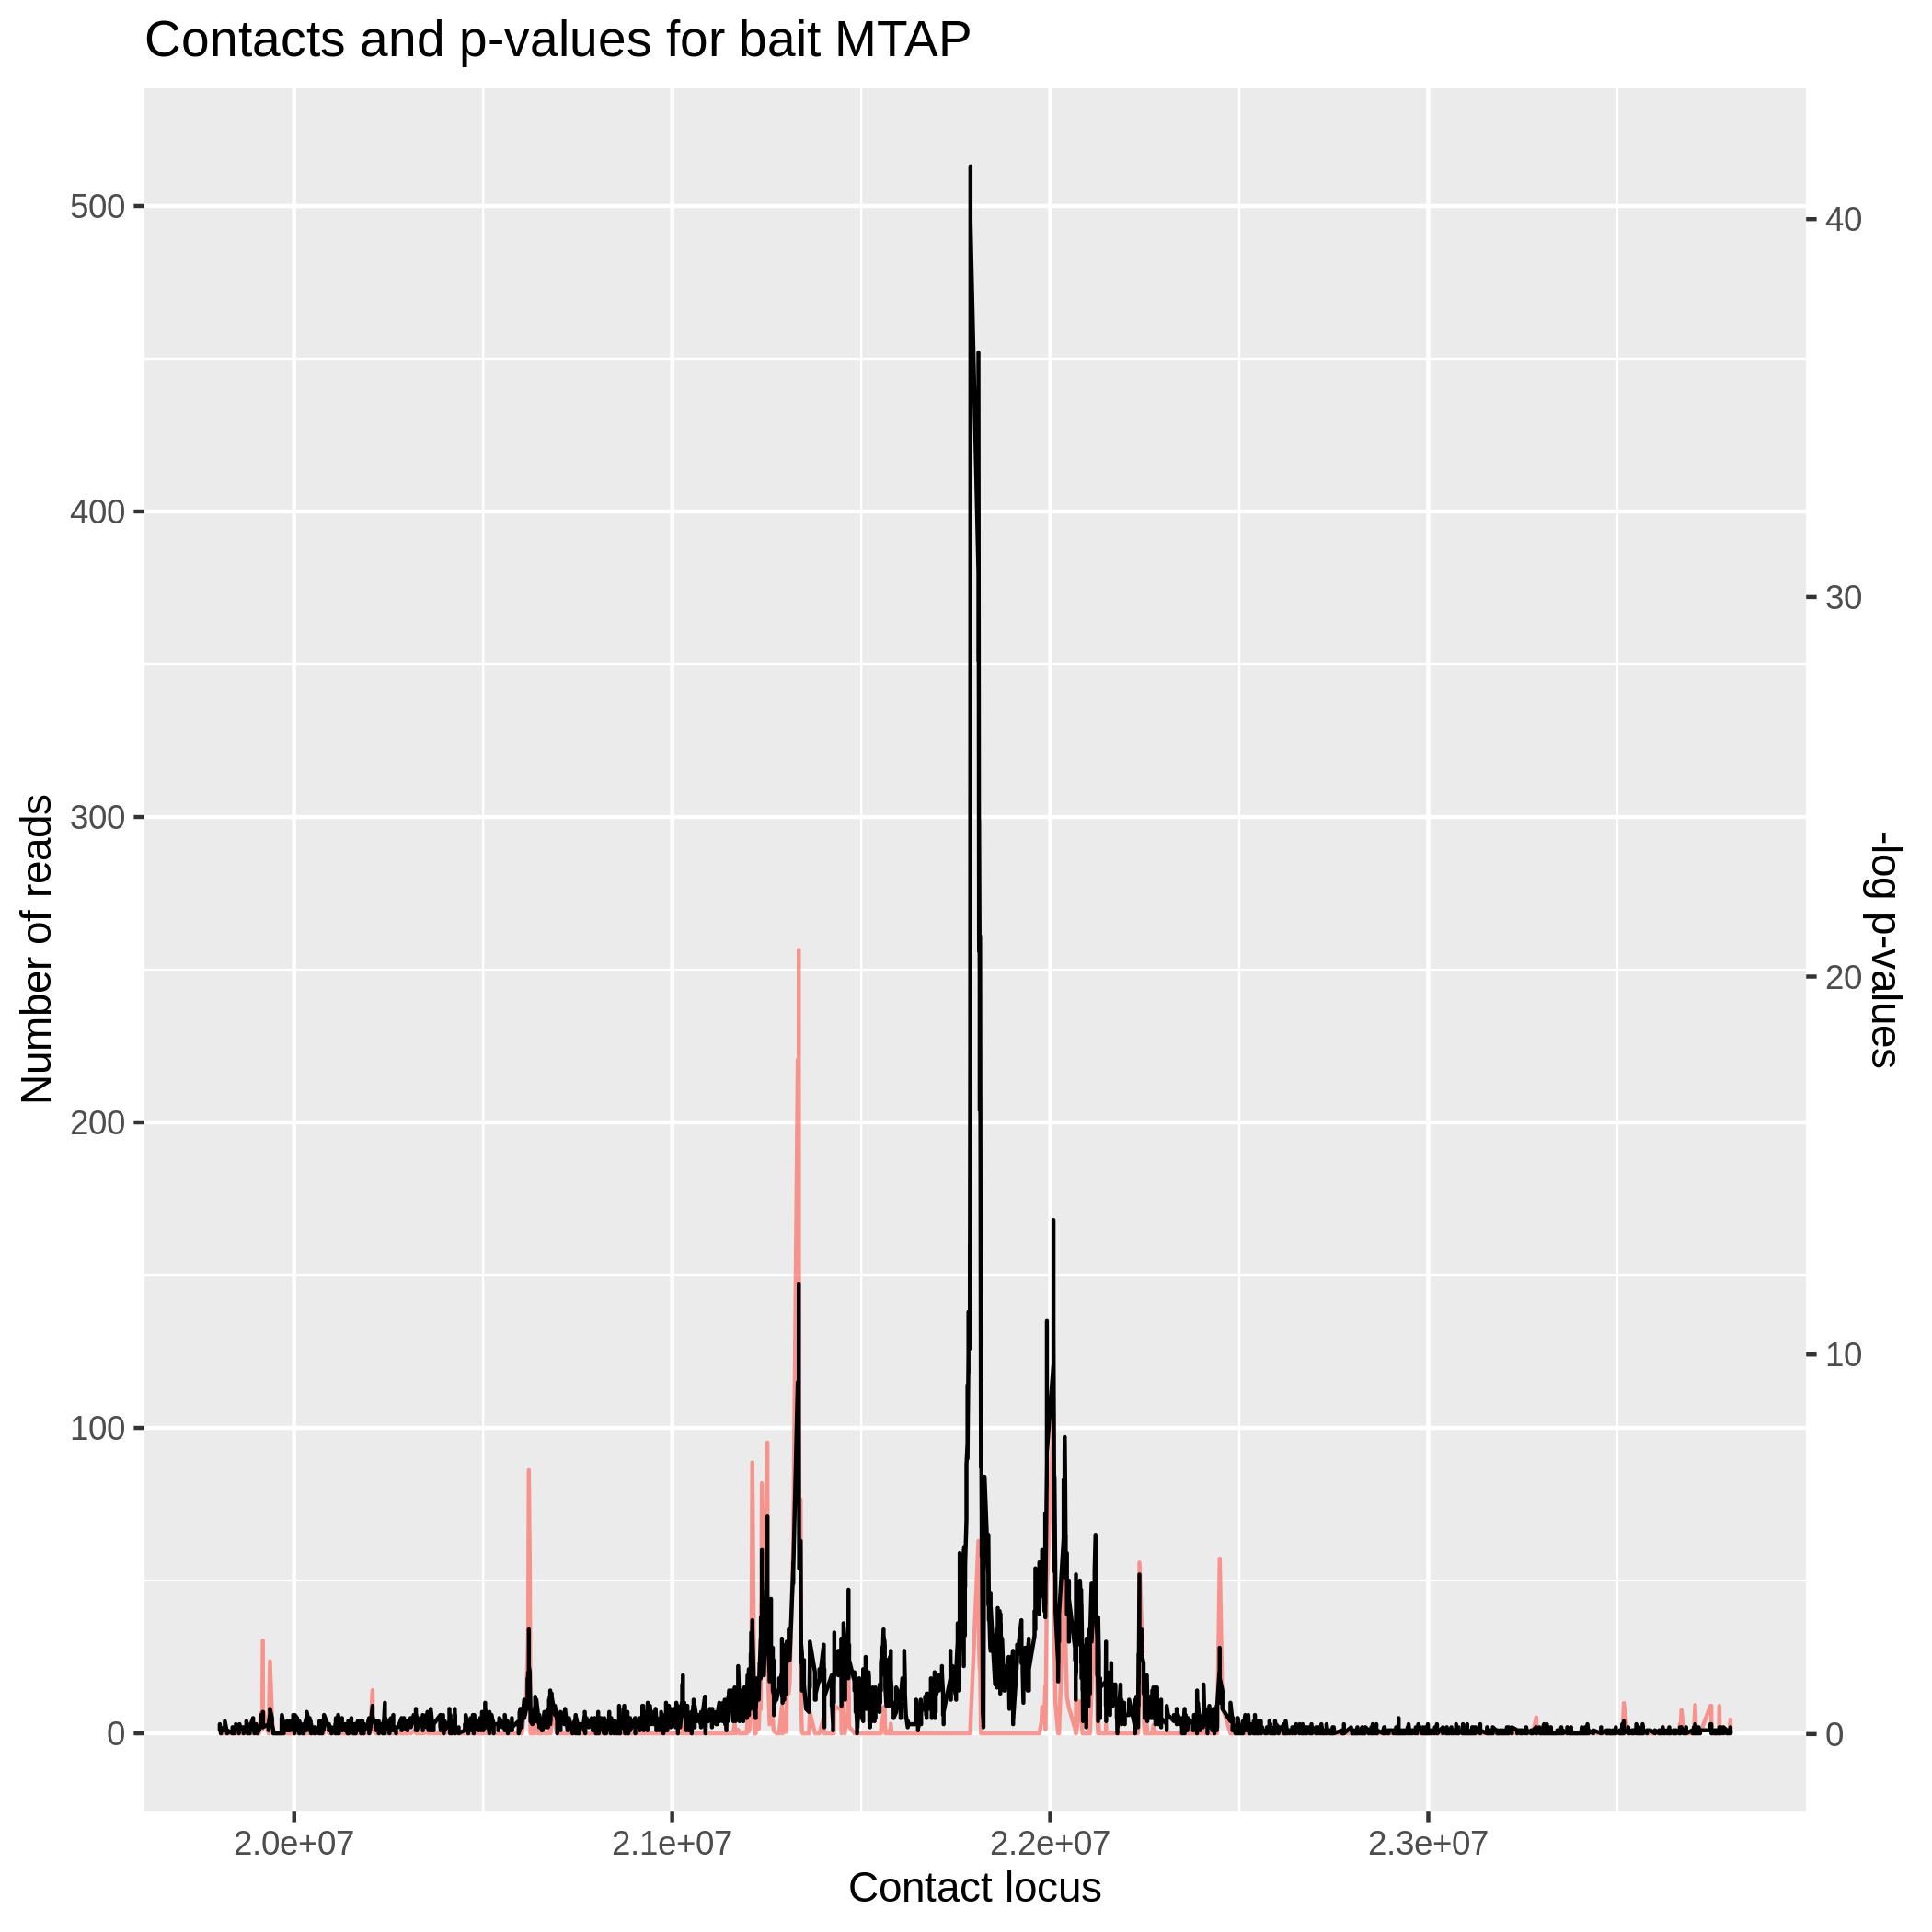 Contacts and p-values for bait MTAP
500
400
300
200
100
0
Number of reads
40
30
20
10
0
-log p-values
2.0e+07
2.1e+07
2.2e+07
2.3e+07
Contact locus